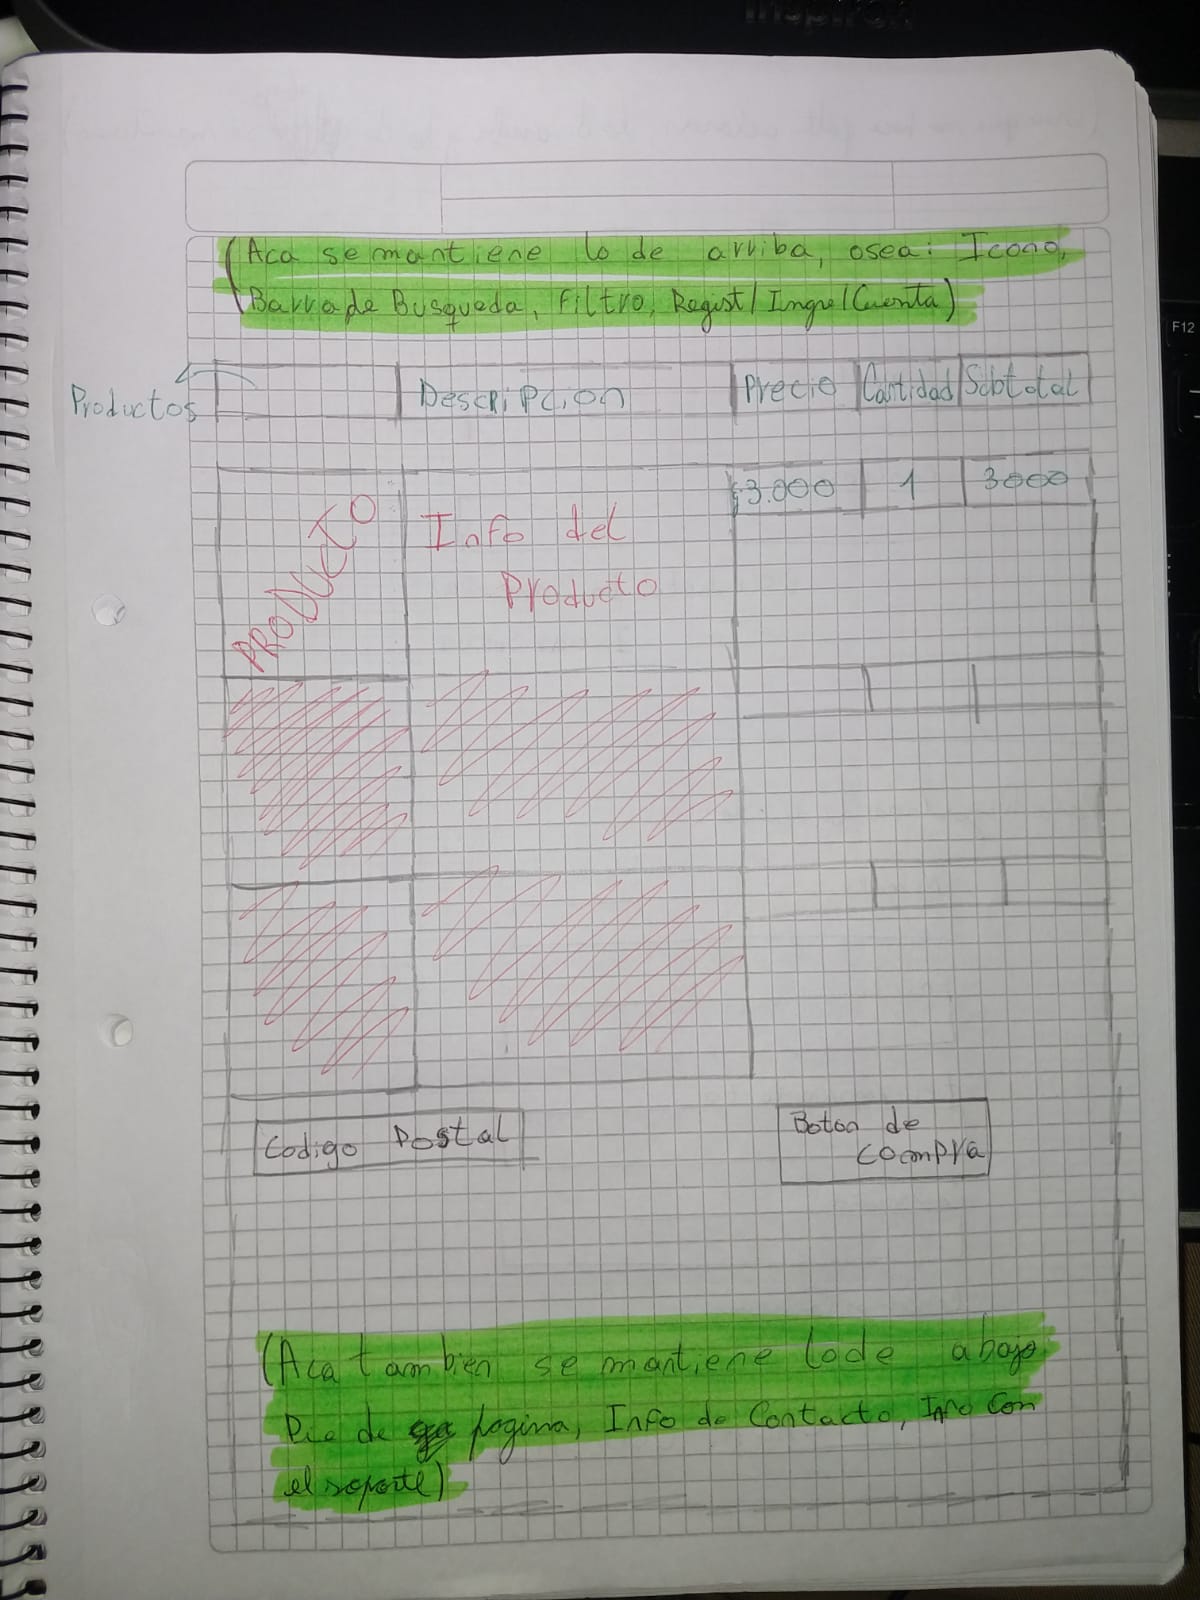 (Aca se mantiene lo de arriba, osea: Icono,
Barra de Busqueda, Filtro, Regist/Ingre/Cuenta)
Productos
Descripcion
Precio
Cantidad
Subtotal
PRODUCTO
Info del
Producto
$3.000
1
3000
Codigo Postal
Boton de
compra
(Aca tambien se mantiene lo de abajo
Pie de pagina, Info de Contacto, Info con
el soporte)
F12